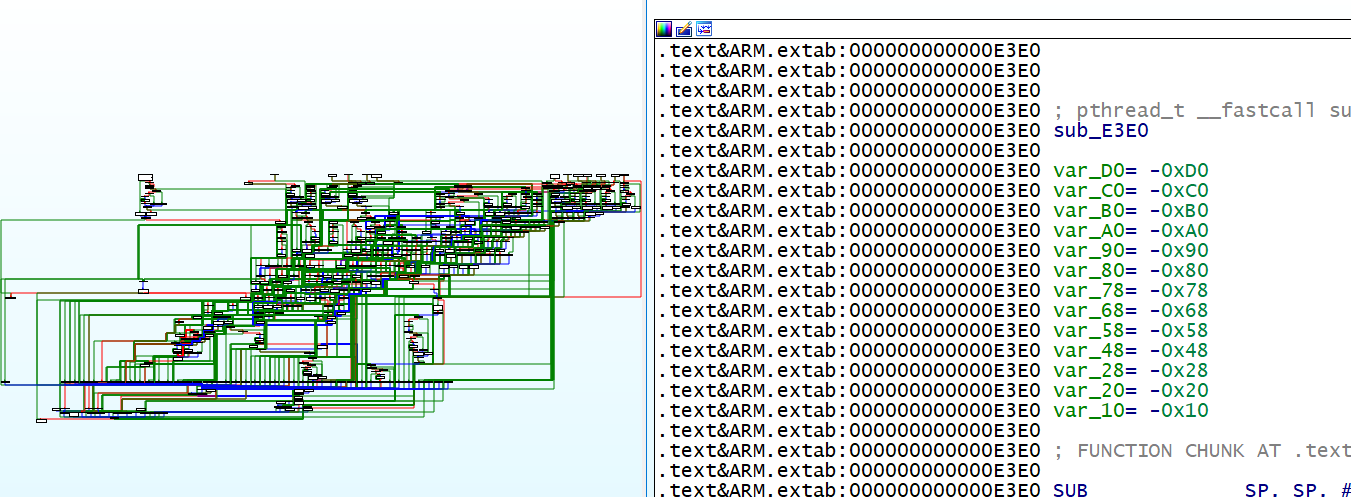 .text&ARM.extab:000000000000E3E0
.text&ARM.extab:000000000000E3E0
.text&ARM.extab:000000000000E3E0
.text&ARM.extab:000000000000E3E0 ; pthread_t __fastcall su
.text&ARM.extab:000000000000E3E0 sub_E3E0
.text&ARM.extab:000000000000E3E0
.text&ARM.extab:000000000000E3E0 var_D0= -0xD0
.text&ARM.extab:000000000000E3E0 var_C0= -0xC0
.text&ARM.extab:000000000000E3E0 var_B0= -0xB0
.text&ARM.extab:000000000000E3E0 var_A0= -0xA0
.text&ARM.extab:000000000000E3E0 var_90= -0x90
.text&ARM.extab:000000000000E3E0 var_80= -0x80
.text&ARM.extab:000000000000E3E0 var_78= -0x78
.text&ARM.extab:000000000000E3E0 var_68= -0x68
.text&ARM.extab:000000000000E3E0 var_58= -0x58
.text&ARM.extab:000000000000E3E0 var_48= -0x48
.text&ARM.extab:000000000000E3E0 var_28= -0x28
.text&ARM.extab:000000000000E3E0 var_20= -0x20
.text&ARM.extab:000000000000E3E0 var_10= -0x10
.text&ARM.extab:000000000000E3E0
.text&ARM.extab:000000000000E3E0 ; FUNCTION CHUNK AT .text
.text&ARM.extab:000000000000E3E0
.text&ARM.extab:000000000000E3E0 SUB SP, SP, #